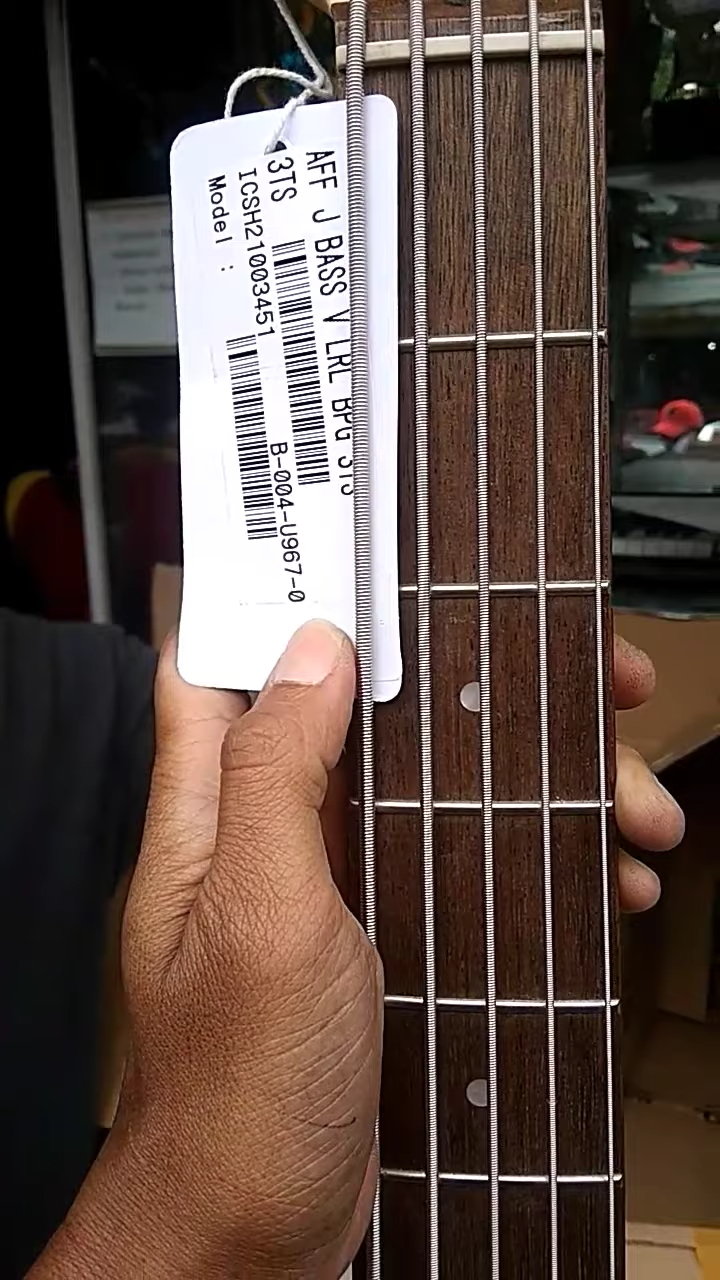 AFF J BASS V LRL BPG 3TS
3TS
ICSH21003451
B-004-U967-0
Model :